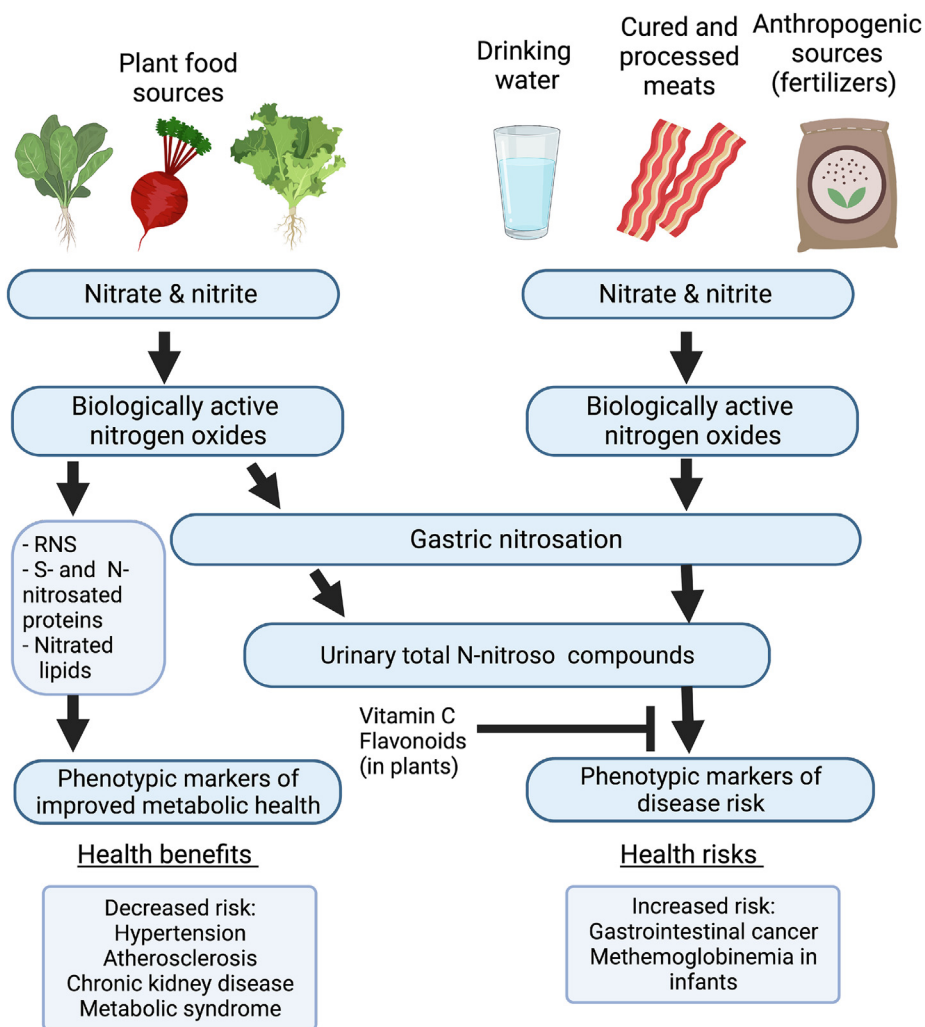 Plant food
sources
Drinking
water
Cured and
processed
meats
Anthropogenic
sources
(fertilizers)
Nitrate & nitrite
Nitrate & nitrite
Biologically active
nitrogen oxides
Biologically active
nitrogen oxides
- RNS
- S- and N-
nitrosated
proteins
- Nitrated
lipids
Gastric nitrosation
Urinary total N-nitroso compounds
Vitamin C
Flavonoids
(in plants)
Phenotypic markers of
improved metabolic health
Phenotypic markers of
disease risk
Health benefits
Health risks
Decreased risk:
Hypertension
Atherosclerosis
Chronic kidney disease
Metabolic syndrome
Increased risk:
Gastrointestinal cancer
Methemoglobinemia in
infants